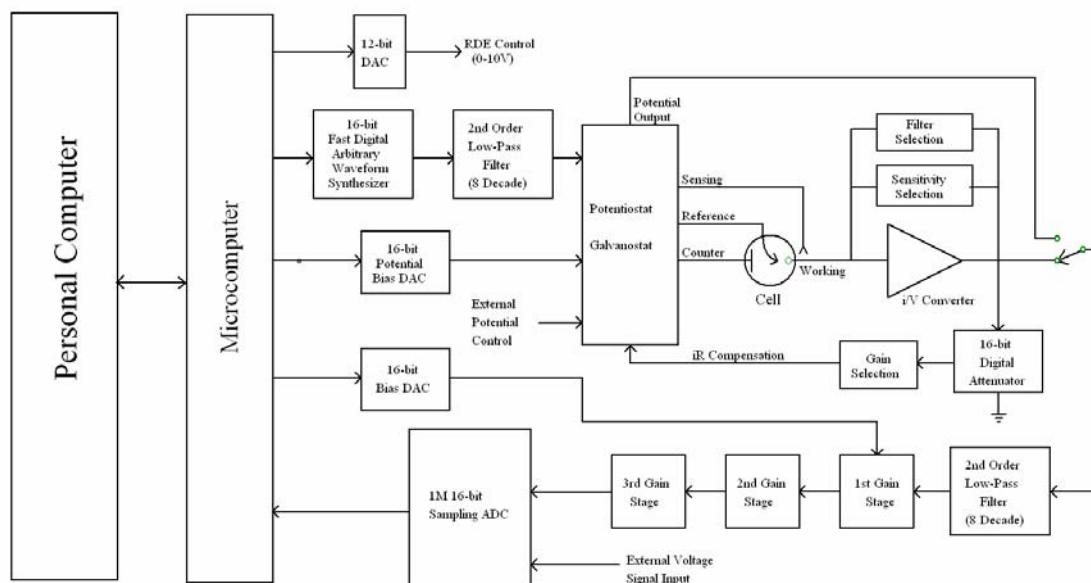 Personal Computer
Microcomputer
12-bit
DAC
RDE Control
(0-10V)
16-bit
Fast Digital
Arbitrary
Waveform
Synthesizer
2nd Order
Low-Pass
Filter
(8 Decade)
Potential
Output
Potentiostat
Galvanostat
Sensing
Reference
Counter
Working
Cell
Filter
Selection
Sensitivity
Selection
i/V Converter
16-bit
Potential
Bias DAC
External
Potential
Control
iR Compensation
Gain
Selection
16-bit
Digital
Attenuator
16-bit
Bias DAC
1M 16-bit
Sampling ADC
3rd Gain
Stage
2nd Gain
Stage
1st Gain
Stage
2nd Order
Low-Pass
Filter
(8 Decade)
External Voltage
Signal Input